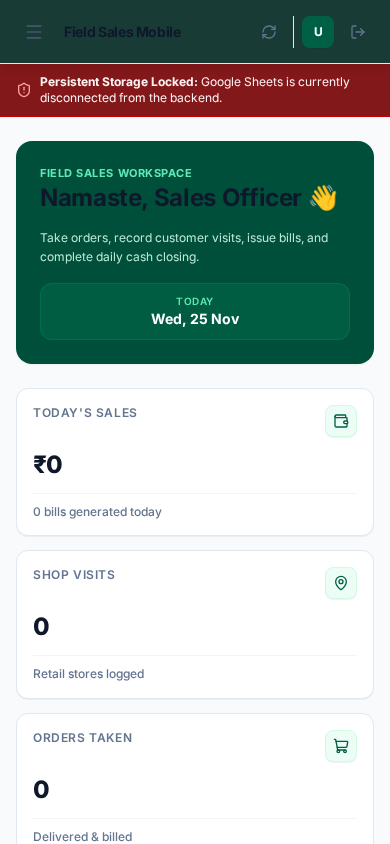 Field Sales Mobile
U
Persistent Storage Locked: Google Sheets is currently
disconnected from the backend.
FIELD SALES WORKSPACE
Namaste, Sales Officer 👋
Take orders, record customer visits, issue bills, and
complete daily cash closing.
TODAY
Wed, 25 Nov
TODAY'S SALES
₹0
0 bills generated today
SHOP VISITS
0
Retail stores logged
ORDERS TAKEN
0
Delivered & billed